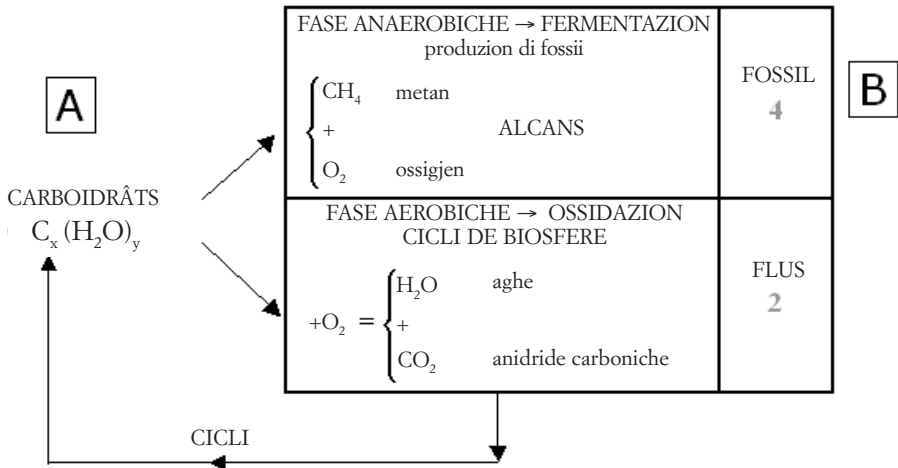 A
CARBOIDRÂTS
Cₓ (H₂O)ᵧ
FASE ANAEROBICHE → FERMENTAZION
produzion di fossii
CH₄ metan
+ ALCANS
O₂ ossigjen
FOSSIL
4
B
FASE AEROBICHE → OSSIDAZION
CICLI DE BIOSFERE
+O₂ =
H₂O aghe
+
CO₂ anidride carboniche
FLUS
2
CICLI